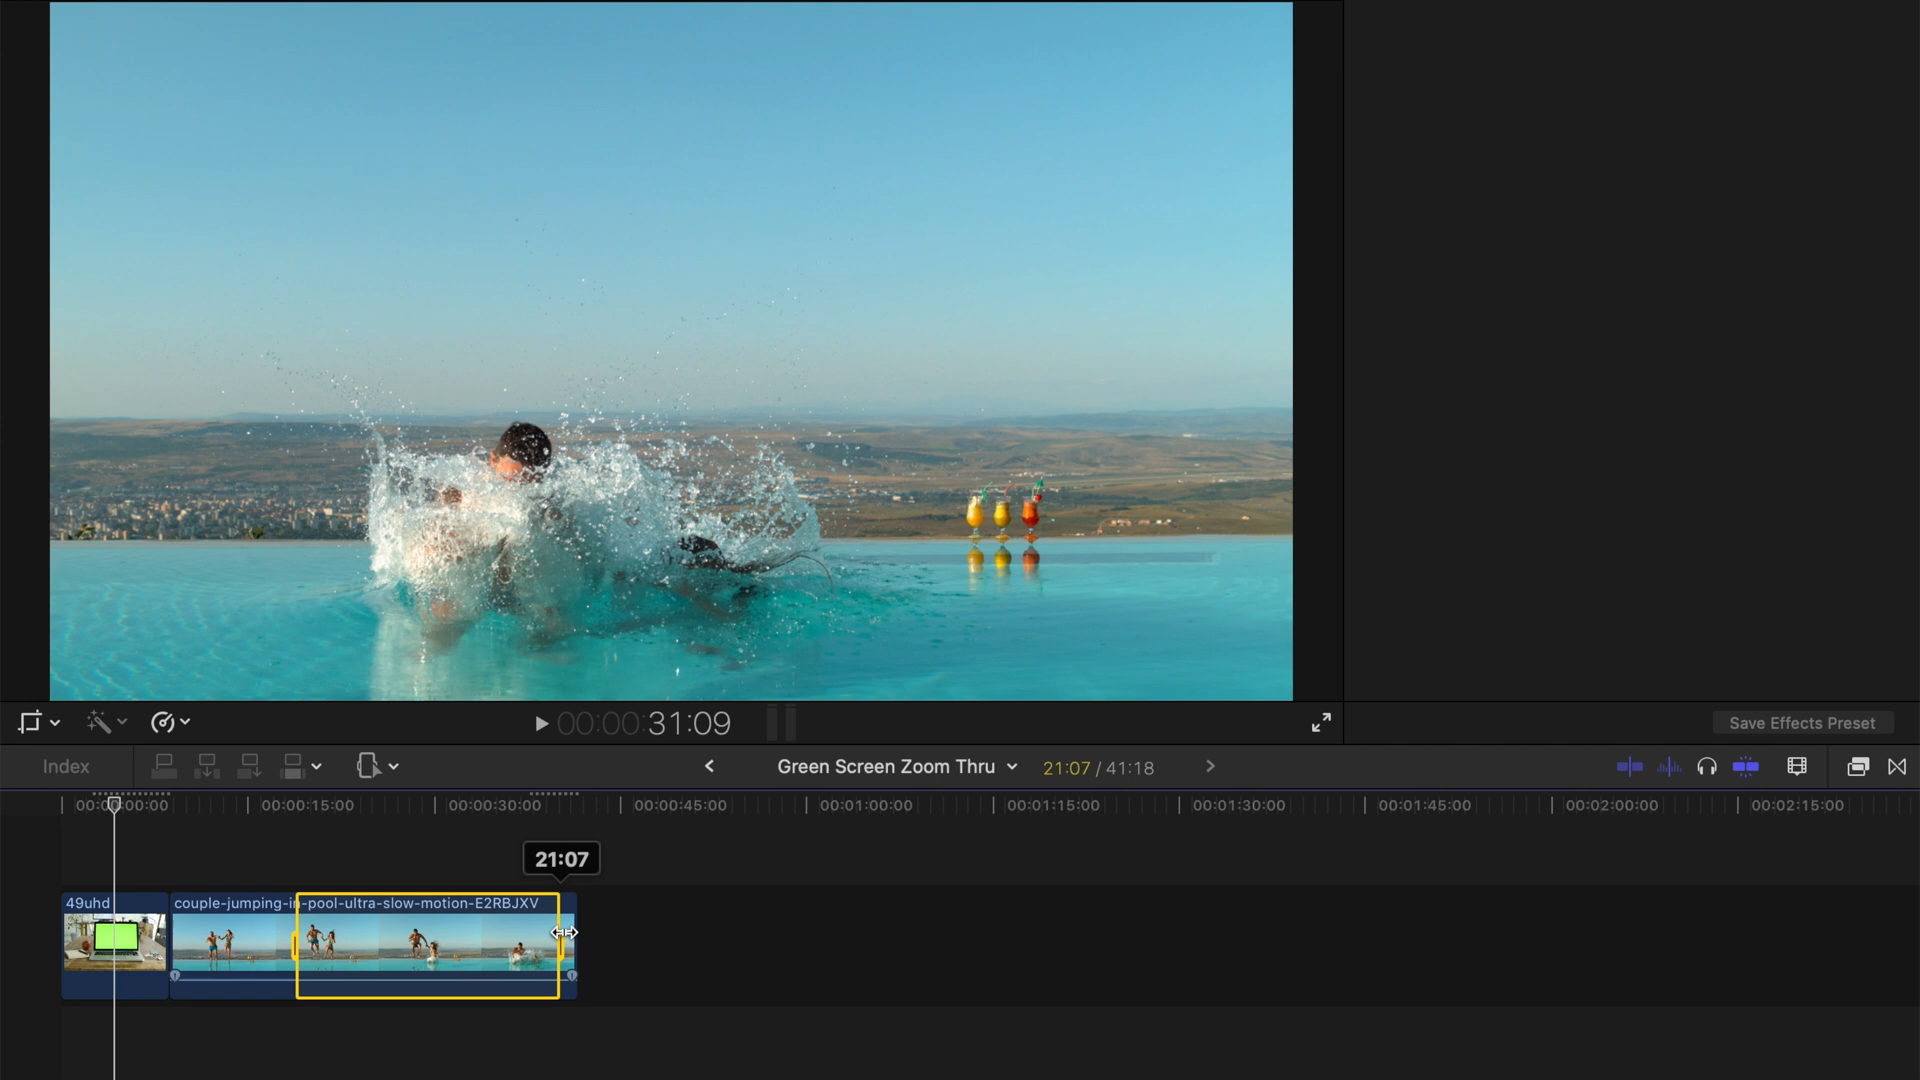 00:00:31:09
Save Effects Preset
Index
Green Screen Zoom Thru
21:07 / 41:18
00:00:00:00 00:00:15:00 00:00:30:00 00:00:45:00 00:01:00:00 00:01:15:00 00:01:30:00 00:01:45:00 00:02:00:00 00:02:15:00
21:07
49uhd
couple-jumping-in-pool-ultra-slow-motion-E2RBJXV